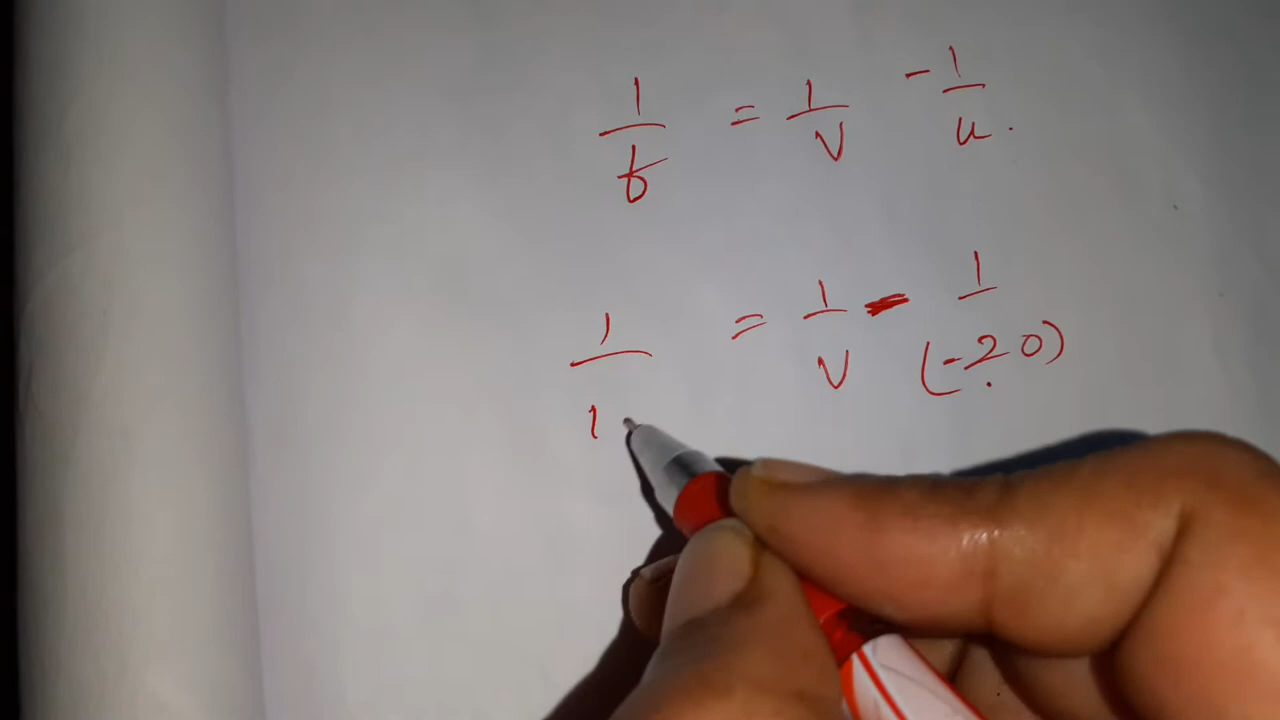 1/f = 1/v - 1/u.
1/1 = 1/v - 1/(-20)